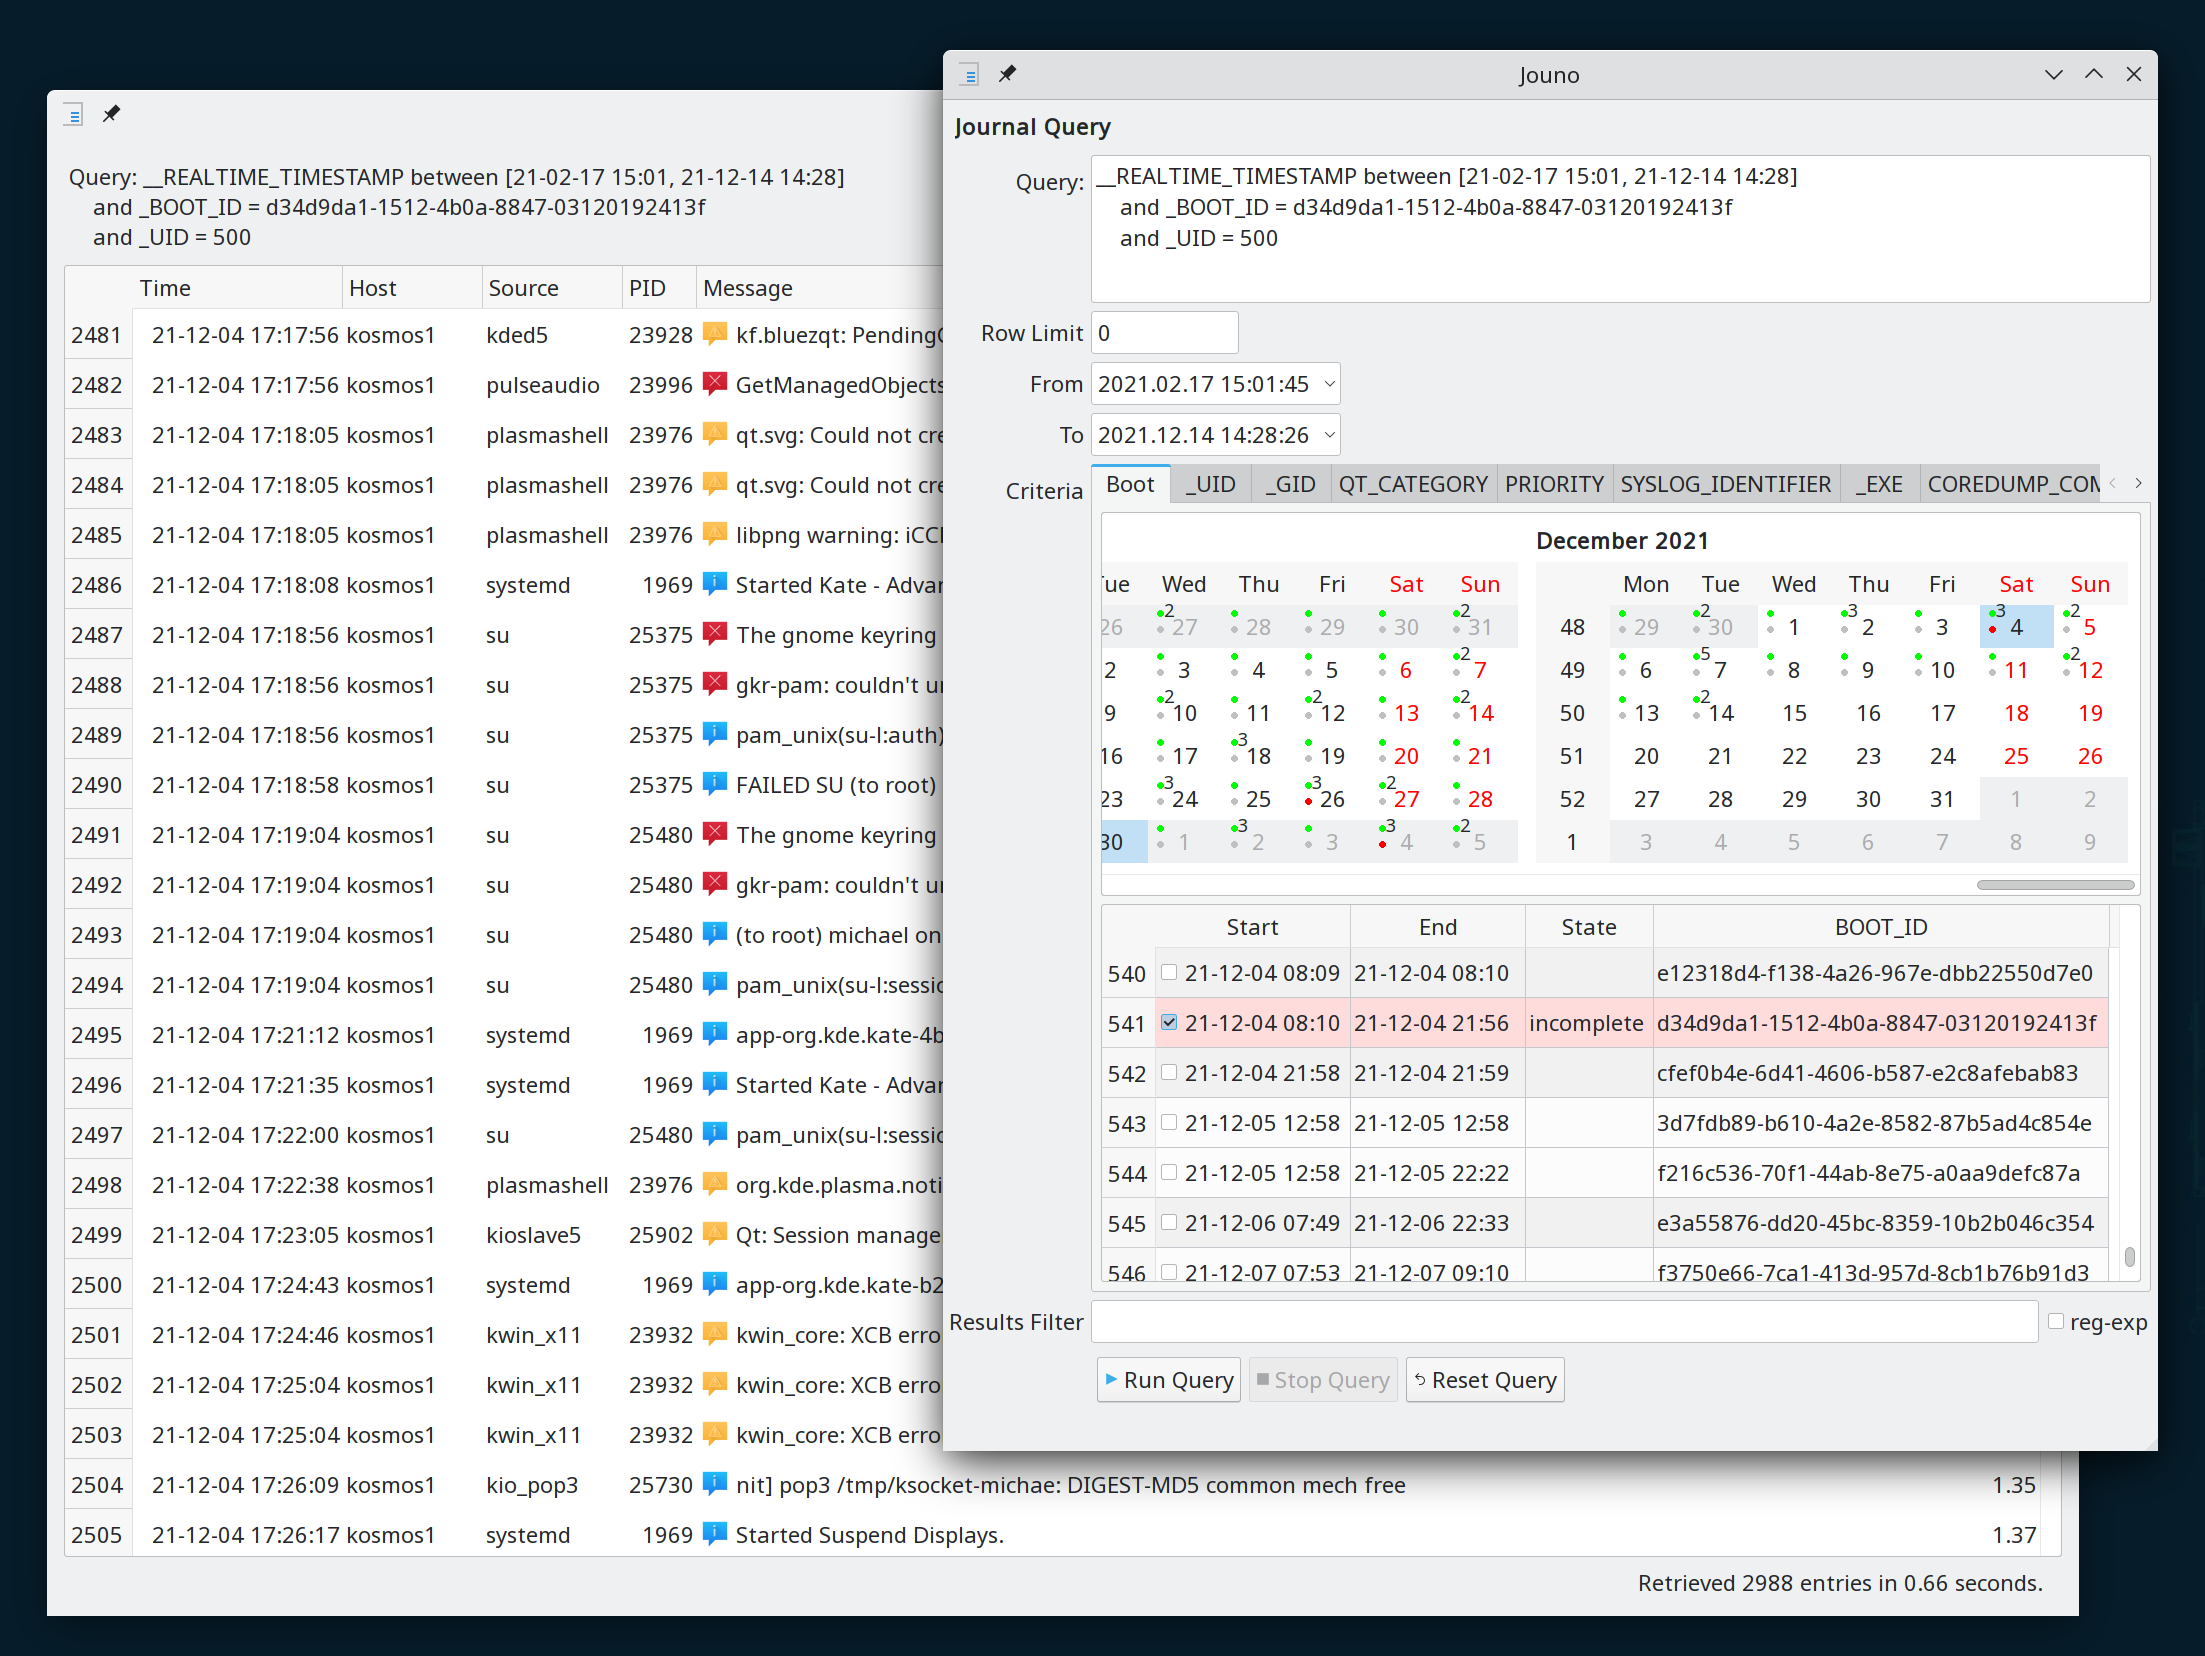 Query: __REALTIME_TIMESTAMP between [21-02-17 15:01, 21-12-14 14:28]
and _BOOT_ID = d34d9da1-1512-4b0a-8847-03120192413f
and _UID = 500
Time Host Source PID Message
2481 21-12-04 17:17:56 kosmos1 kded5 23928 kf.bluezqt: Pending
2482 21-12-04 17:17:56 kosmos1 pulseaudio 23996 GetManagedObjects
2483 21-12-04 17:18:05 kosmos1 plasmashell 23976 qt.svg: Could not cre
2484 21-12-04 17:18:05 kosmos1 plasmashell 23976 qt.svg: Could not cre
2485 21-12-04 17:18:05 kosmos1 plasmashell 23976 libpng warning: iCC
2486 21-12-04 17:18:08 kosmos1 systemd 1969 Started Kate - Advan
2487 21-12-04 17:18:56 kosmos1 su 25375 The gnome keyring
2488 21-12-04 17:18:56 kosmos1 su 25375 gkr-pam: couldn't u
2489 21-12-04 17:18:56 kosmos1 su 25375 pam_unix(su-l:auth)
2490 21-12-04 17:18:58 kosmos1 su 25375 FAILED SU (to root)
2491 21-12-04 17:19:04 kosmos1 su 25480 The gnome keyring
2492 21-12-04 17:19:04 kosmos1 su 25480 gkr-pam: couldn't u
2493 21-12-04 17:19:04 kosmos1 su 25480 (to root) michael on
2494 21-12-04 17:19:04 kosmos1 su 25480 pam_unix(su-l:sessio
2495 21-12-04 17:21:12 kosmos1 systemd 1969 app-org.kde.kate-4b
2496 21-12-04 17:21:35 kosmos1 systemd 1969 Started Kate - Advan
2497 21-12-04 17:22:00 kosmos1 su 25480 pam_unix(su-l:sessio
2498 21-12-04 17:22:38 kosmos1 plasmashell 23976 org.kde.plasma.noti
2499 21-12-04 17:23:05 kosmos1 kioslave5 25902 Qt: Session manage
2500 21-12-04 17:24:43 kosmos1 systemd 1969 app-org.kde.kate-b2
2501 21-12-04 17:24:46 kosmos1 kwin_x11 23932 kwin_core: XCB erro
2502 21-12-04 17:25:04 kosmos1 kwin_x11 23932 kwin_core: XCB erro
2503 21-12-04 17:25:04 kosmos1 kwin_x11 23932 kwin_core: XCB erro
2504 21-12-04 17:26:09 kosmos1 kio_pop3 25730 nit] pop3 /tmp/ksocket-michae: DIGEST-MD5 common mech free 1.35
2505 21-12-04 17:26:17 kosmos1 systemd 1969 Started Suspend Displays. 1.37
Retrieved 2988 entries in 0.66 seconds.
Jouno
Journal Query
Query: __REALTIME_TIMESTAMP between [21-02-17 15:01, 21-12-14 14:28]
and _BOOT_ID = d34d9da1-1512-4b0a-8847-03120192413f
and _UID = 500
Row Limit 0
From 2021.02.17 15:01:45
To 2021.12.14 14:28:26
Criteria Boot _UID _GID QT_CATEGORY PRIORITY SYSLOG_IDENTIFIER _EXE COREDUMP_COM
December 2021
Tue Wed Thu Fri Sat Sun Mon Tue Wed Thu Fri Sat Sun
26 2 27 28 29 30 2 31 48 29 2 30 1 3 2 3 3 4 2 5
2 3 4 5 6 2 7 49 6 5 7 8 9 10 11 2 12
9 2 10 11 2 12 13 2 14 50 13 2 14 15 16 17 18 19
16 17 3 18 19 20 21 51 20 21 22 23 24 25 26
23 3 24 25 3 26 2 27 28 52 27 28 29 30 31 1 2
30 1 3 2 3 3 4 2 5 1 3 4 5 6 7 8 9
Start End State BOOT_ID
540 21-12-04 08:09 21-12-04 08:10 e12318d4-f138-4a26-967e-dbb22550d7e0
541 21-12-04 08:10 21-12-04 21:56 incomplete d34d9da1-1512-4b0a-8847-03120192413f
542 21-12-04 21:58 21-12-04 21:59 cfef0b4e-6d41-4606-b587-e2c8afebab83
543 21-12-05 12:58 21-12-05 12:58 3d7fdb89-b610-4a2e-8582-87b5ad4c854e
544 21-12-05 12:58 21-12-05 22:22 f216c536-70f1-44ab-8e75-a0aa9defc87a
545 21-12-06 07:49 21-12-06 22:33 e3a55876-dd20-45bc-8359-10b2b046c354
546 21-12-07 07:53 21-12-07 09:10 f3750e66-7ca1-413d-957d-8cb1b76b91d3
Results Filter reg-exp
Run Query Stop Query Reset Query